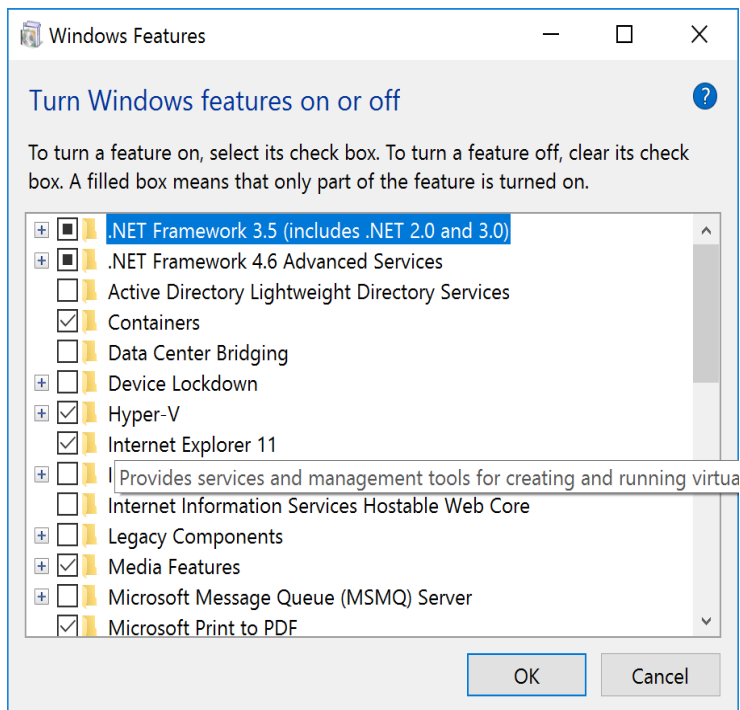 Windows Features
Turn Windows features on or off
?
To turn a feature on, select its check box. To turn a feature off, clear its check
box. A filled box means that only part of the feature is turned on.
.NET Framework 3.5 (includes .NET 2.0 and 3.0)
.NET Framework 4.6 Advanced Services
Active Directory Lightweight Directory Services
Containers
Data Center Bridging
Device Lockdown
Hyper-V
Internet Explorer 11
Provides services and management tools for creating and running virtua
Internet Information Services Hostable Web Core
Legacy Components
Media Features
Microsoft Message Queue (MSMQ) Server
Microsoft Print to PDF
OK
Cancel